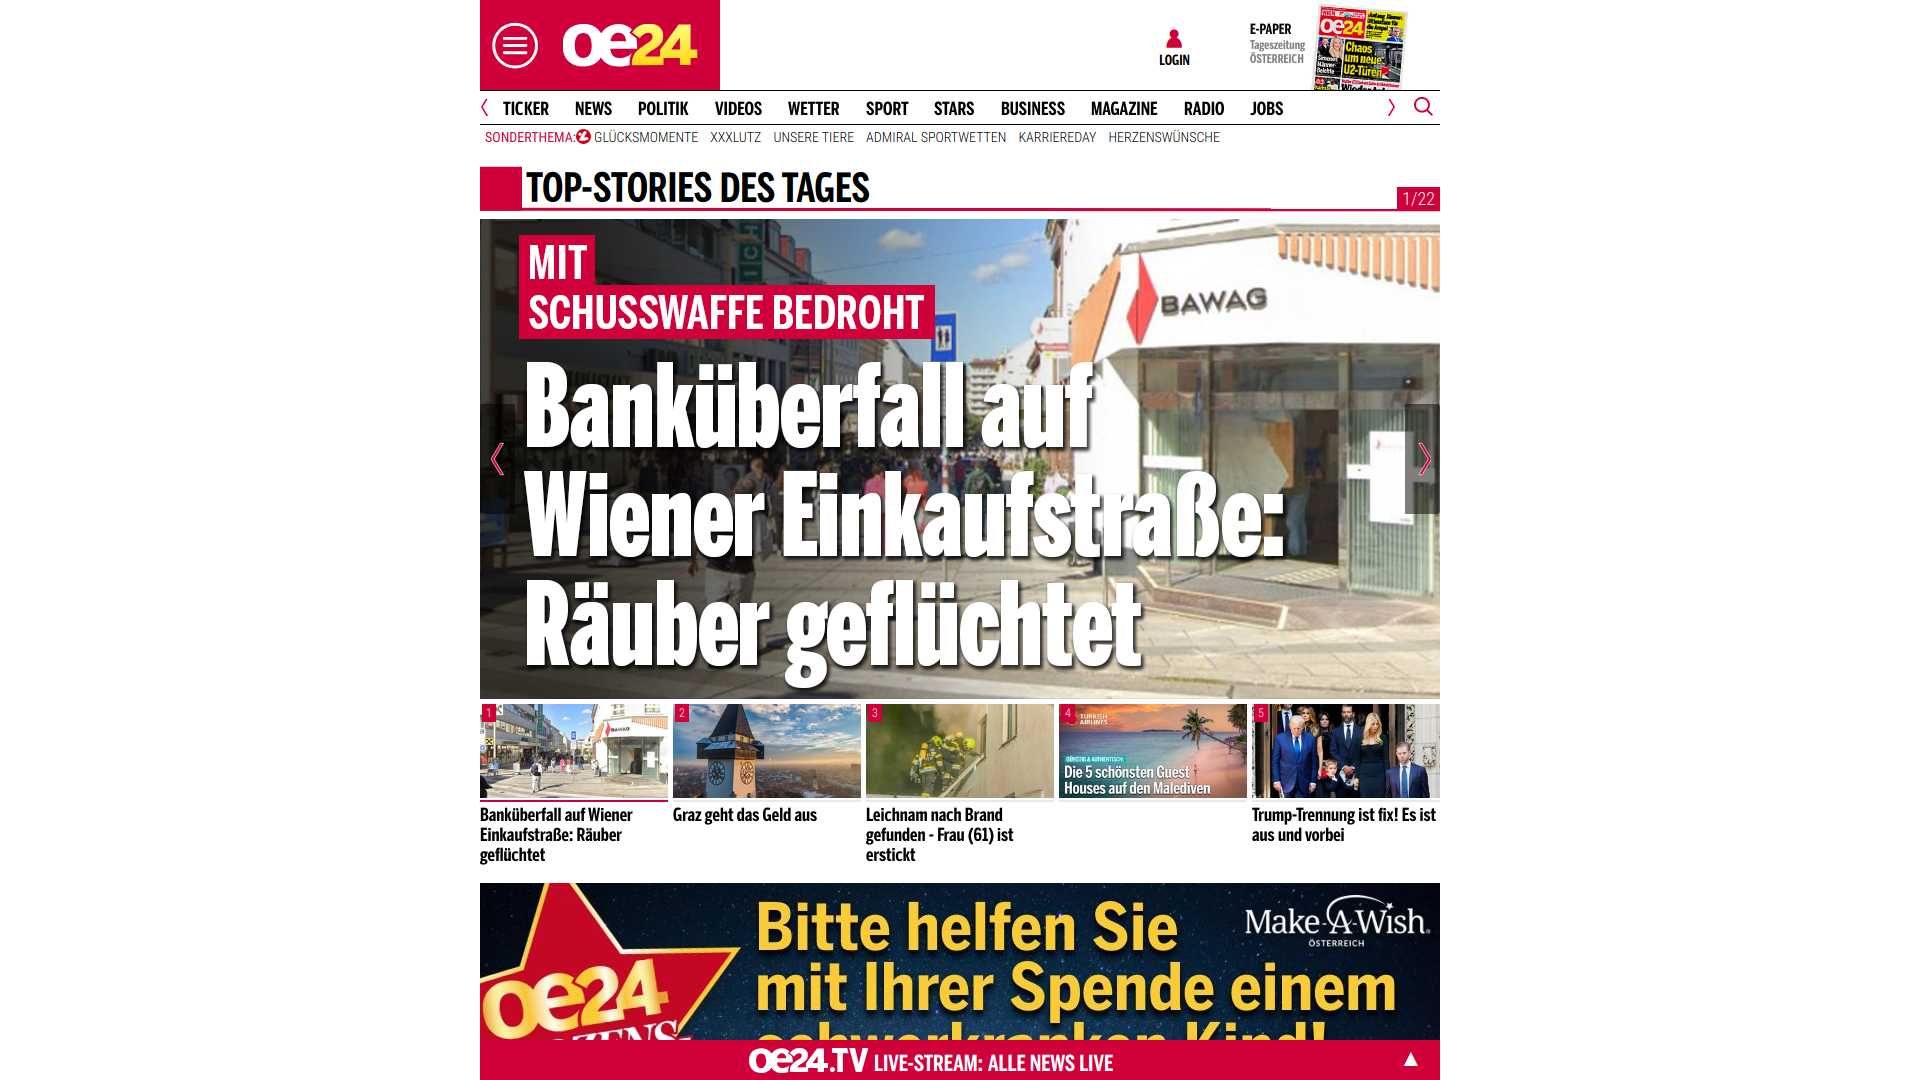 oe24
LOGIN
E-PAPER
Tageszeitung
ÖSTERREICH
oe24
Chaos
um neue
U2-Türen
TICKER NEWS POLITIK VIDEOS WETTER SPORT STARS BUSINESS MAGAZINE RADIO JOBS
SONDERTHEMA: GLÜCKSMOMENTE XXXLUTZ UNSERE TIERE ADMIRAL SPORTWETTEN KARRIEREDAY HERZENSWÜNSCHE
TOP-STORIES DES TAGES
1/22
BAWAG
MIT
SCHUSSWAFFE BEDROHT
Banküberfall auf
Wiener Einkaufstraße:
Räuber geflüchtet
1
BAWAG
2
3
4
TURKISH
AIRLINES
GÜNSTIG & AUTHENTISCH:
Die 5 schönsten Guest
Houses auf den Malediven
5
Banküberfall auf Wiener
Einkaufstraße: Räuber
geflüchtet
Graz geht das Geld aus
Leichnam nach Brand
gefunden - Frau (61) ist
erstickt
Trump-Trennung ist fix! Es ist
aus und vorbei
oe24
Bitte helfen Sie
mit Ihrer Spende einem
schwerkranken Kind!
Make-A-Wish
ÖSTERREICH
oe24.TV LIVE-STREAM: ALLE NEWS LIVE